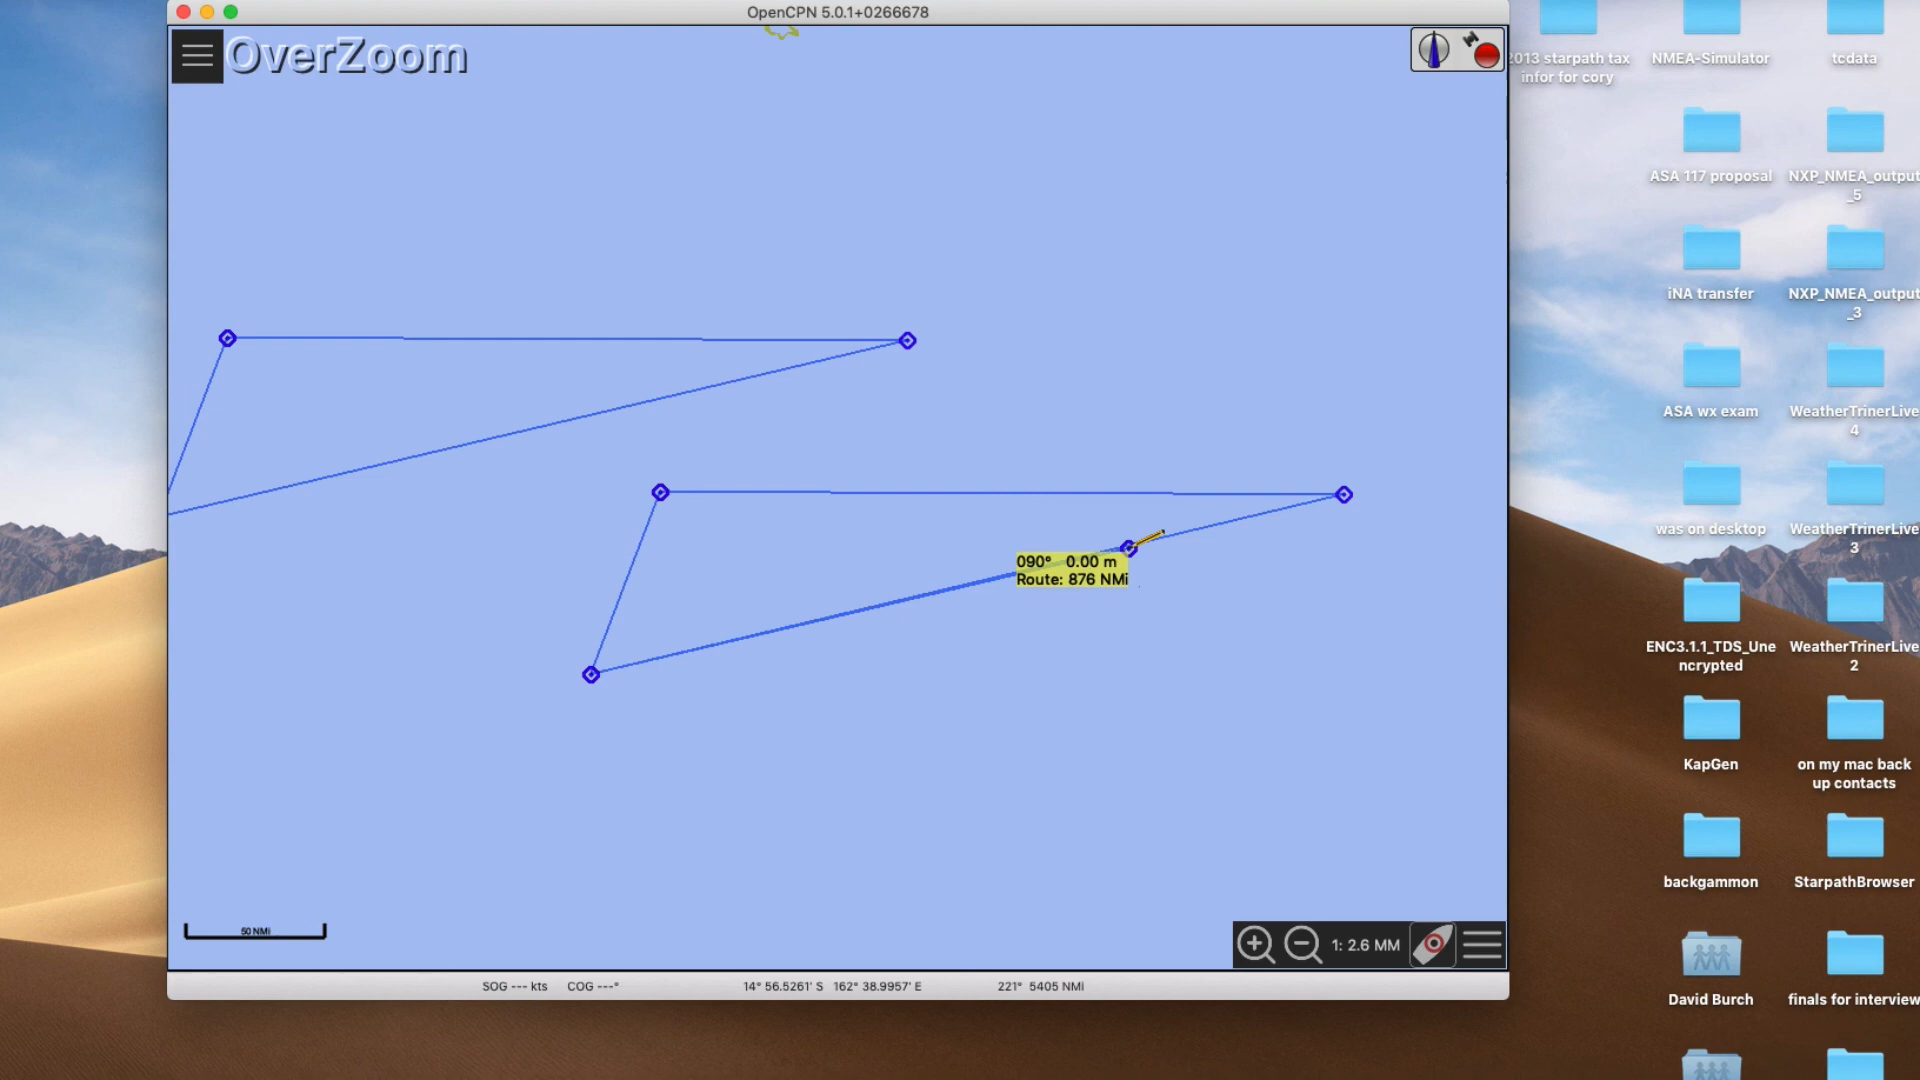 OpenCPN 5.0.1+0266678
OverZoom
090° 0.00 m
Route: 876 NMi
50 NMi
1: 2.6 MM
SOG --- kts COG ---° 14° 56.5261' S 162° 38.9957' E 221° 5405 NMi
2013 starpath tax
infor for cory
NMEA-Simulator
tcdata
ASA 117 proposal
NXP_NMEA_output
_5
iNA transfer
NXP_NMEA_output
_3
ASA wx exam
WeatherTrinerLive
4
was on desktop
WeatherTrinerLive
3
ENC3.1.1_TDS_Une
ncrypted
WeatherTrinerLive
2
KapGen
on my mac back
up contacts
backgammon
StarpathBrowser
David Burch
finals for interview